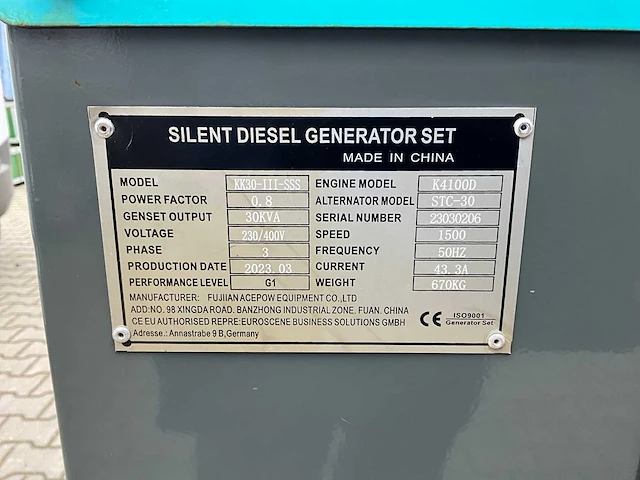 SILENT DIESEL GENERATOR SET
MADE IN CHINA
MODEL KK30-III-SSS ENGINE MODEL K4100D
POWER FACTOR 0.8 ALTERNATOR MODEL STC-30
GENSET OUTPUT 30KVA SERIAL NUMBER 23030206
VOLTAGE 230/400V SPEED 1500
PHASE 3 FREQUENCY 50HZ
PRODUCTION DATE 2023.03 CURRENT 43.3A
PERFORMANCE LEVEL G1 WEIGHT 670KG
MANUFACTURER: FUJIIAN ACEPOW EQUIPMENT CO.,LTD
ADD:NO. 98 XINGDA ROAD. BANZHONG INDUSTRIAL ZONE. FUAN. CHINA
CE EU AUTHORISED REPRE: EUROSCENE BUSINESS SOLUTIONS GMBH
Adresse.: Annastrabe 9 B,Germany
CE ISO9001
Generator Set